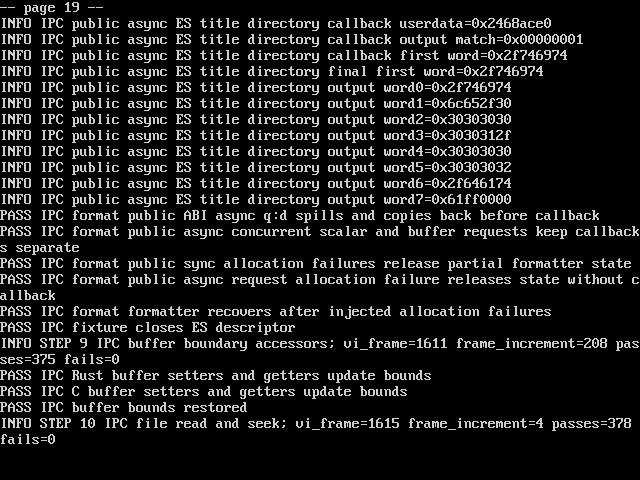 -- page 19 --
INFO IPC public async ES title directory callback userdata=0x2468ace0
INFO IPC public async ES title directory callback output match=0x00000001
INFO IPC public async ES title directory callback first word=0x2f746974
INFO IPC public async ES title directory final first word=0x2f746974
INFO IPC public async ES title directory output word0=0x2f746974
INFO IPC public async ES title directory output word1=0x6c652f30
INFO IPC public async ES title directory output word2=0x30303030
INFO IPC public async ES title directory output word3=0x3030312f
INFO IPC public async ES title directory output word4=0x30303030
INFO IPC public async ES title directory output word5=0x30303032
INFO IPC public async ES title directory output word6=0x2f646174
INFO IPC public async ES title directory output word7=0x61ff0000
PASS IPC format public ABI async q:d spills and copies back before callback
PASS IPC format public async concurrent scalar and buffer requests keep callback
s separate
PASS IPC format public sync allocation failures release partial formatter state
PASS IPC format public async request allocation failure releases state without c
allback
PASS IPC format formatter recovers after injected allocation failures
PASS IPC fixture closes ES descriptor
INFO STEP 9 IPC buffer boundary accessors; vi_frame=1611 frame_increment=208 pas
ses=375 fails=0
PASS IPC Rust buffer setters and getters update bounds
PASS IPC C buffer setters and getters update bounds
PASS IPC buffer bounds restored
INFO STEP 10 IPC file read and seek; vi_frame=1615 frame_increment=4 passes=378
fails=0